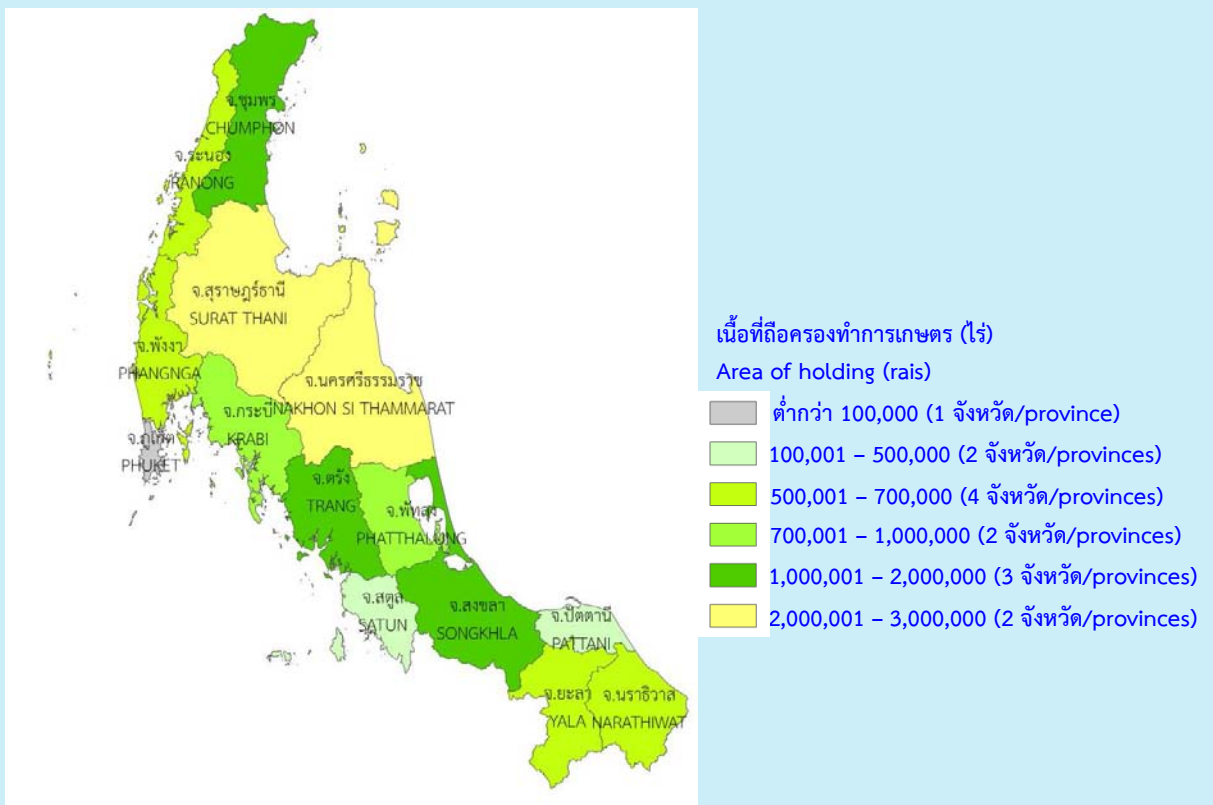 จ.ชุมพร
CHUMPHON
จ.ระนอง
RANONG
จ.สุราษฎร์ธานี
SURAT THANI
จ.พังงา
PHANGNGA
จ.นครศรีธรรมราช
NAKHON SI THAMMARAT
จ.กระบี่
KRABI
จ.ภูเก็ต
PHUKET
จ.ตรัง
TRANG
จ.พัทลุง
PHATTHALUNG
จ.สตูล
SATUN
จ.สงขลา
SONGKHLA
จ.ปัตตานี
PATTANI
จ.ยะลา
YALA
จ.นราธิวาส
NARATHIWAT
เนื้อที่ถือครองทำการเกษตร (ไร่)
Area of holding (rais)
ต่ำกว่า 100,000 (1 จังหวัด/province)
100,001 – 500,000 (2 จังหวัด/provinces)
500,001 – 700,000 (4 จังหวัด/provinces)
700,001 – 1,000,000 (2 จังหวัด/provinces)
1,000,001 – 2,000,000 (3 จังหวัด/provinces)
2,000,001 – 3,000,000 (2 จังหวัด/provinces)